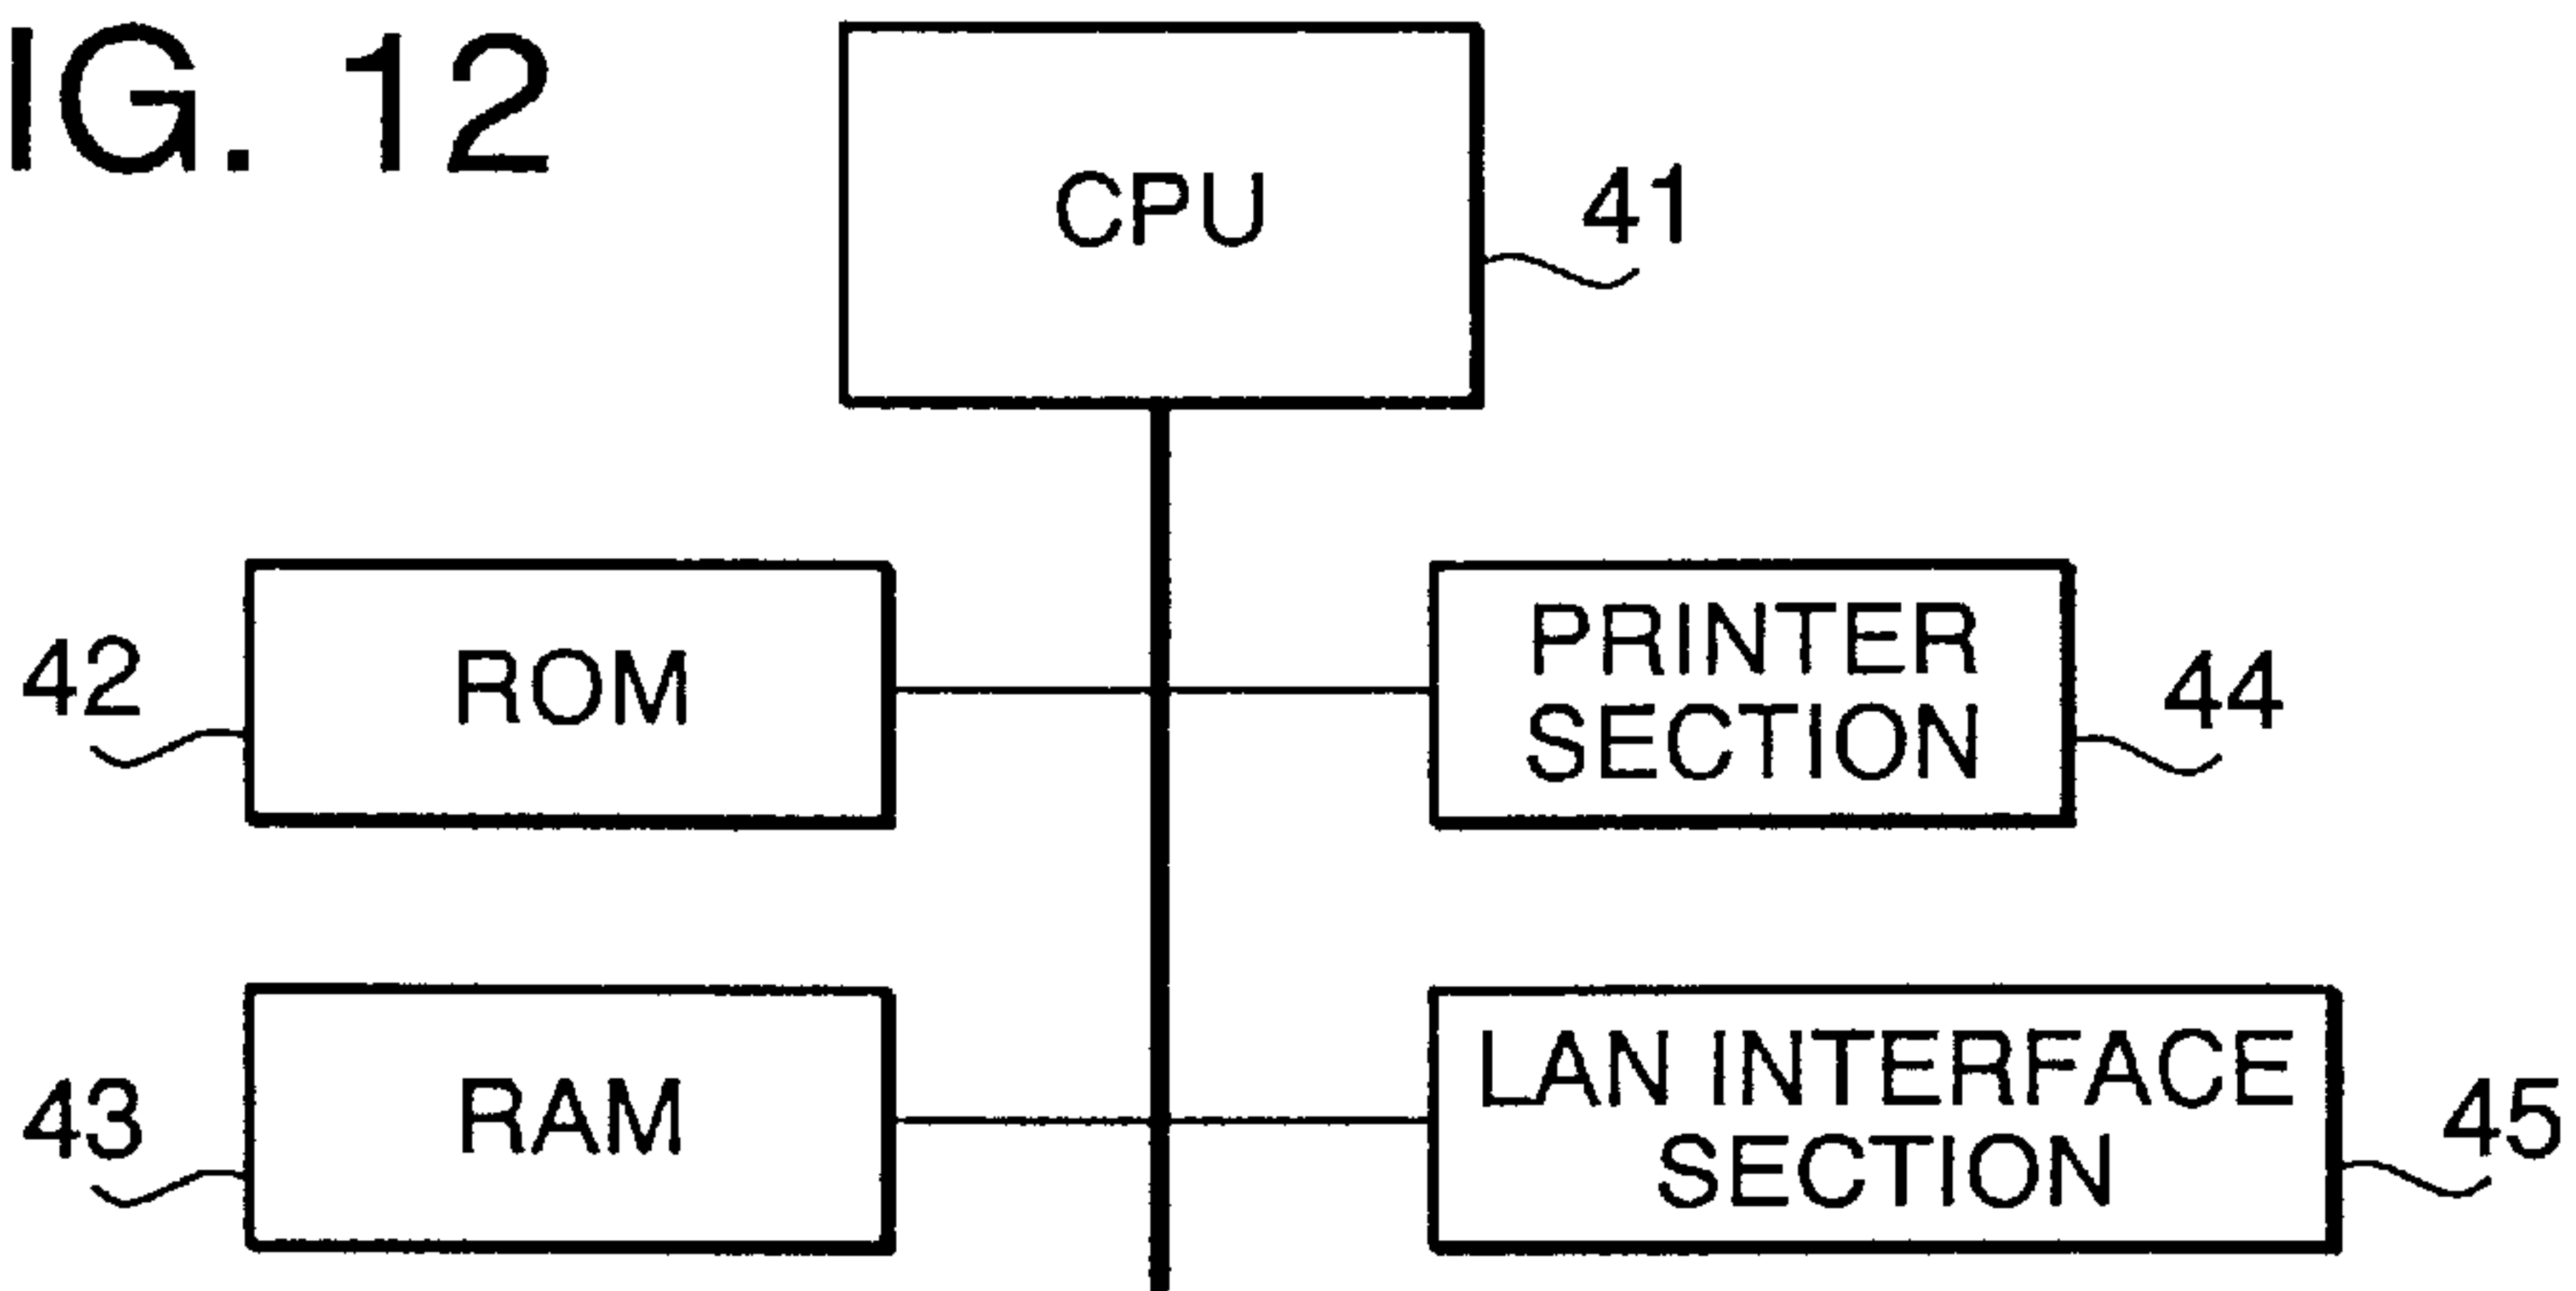 IG. 12
CPU
41
42
ROM
PRINTER
SECTION
44
43
RAM
LAN INTERFACE
SECTION
45